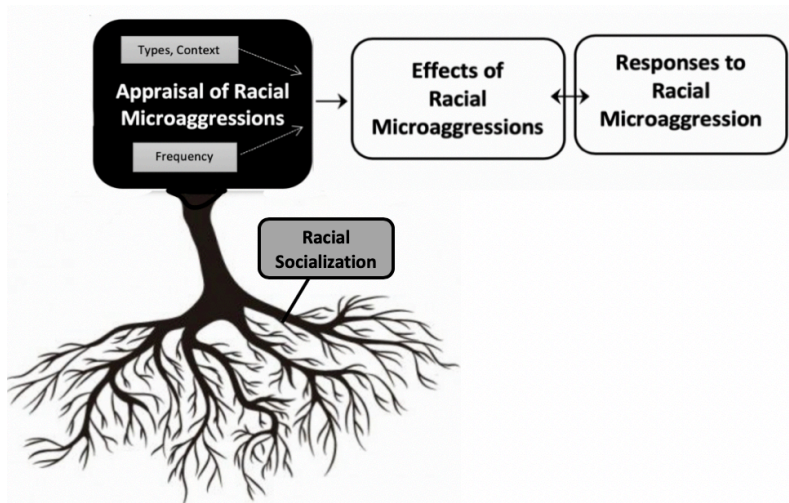 Types, Context
Appraisal of Racial
Microaggressions
Frequency
Effects of
Racial
Microaggressions
Responses to
Racial
Microaggression
Racial
Socialization